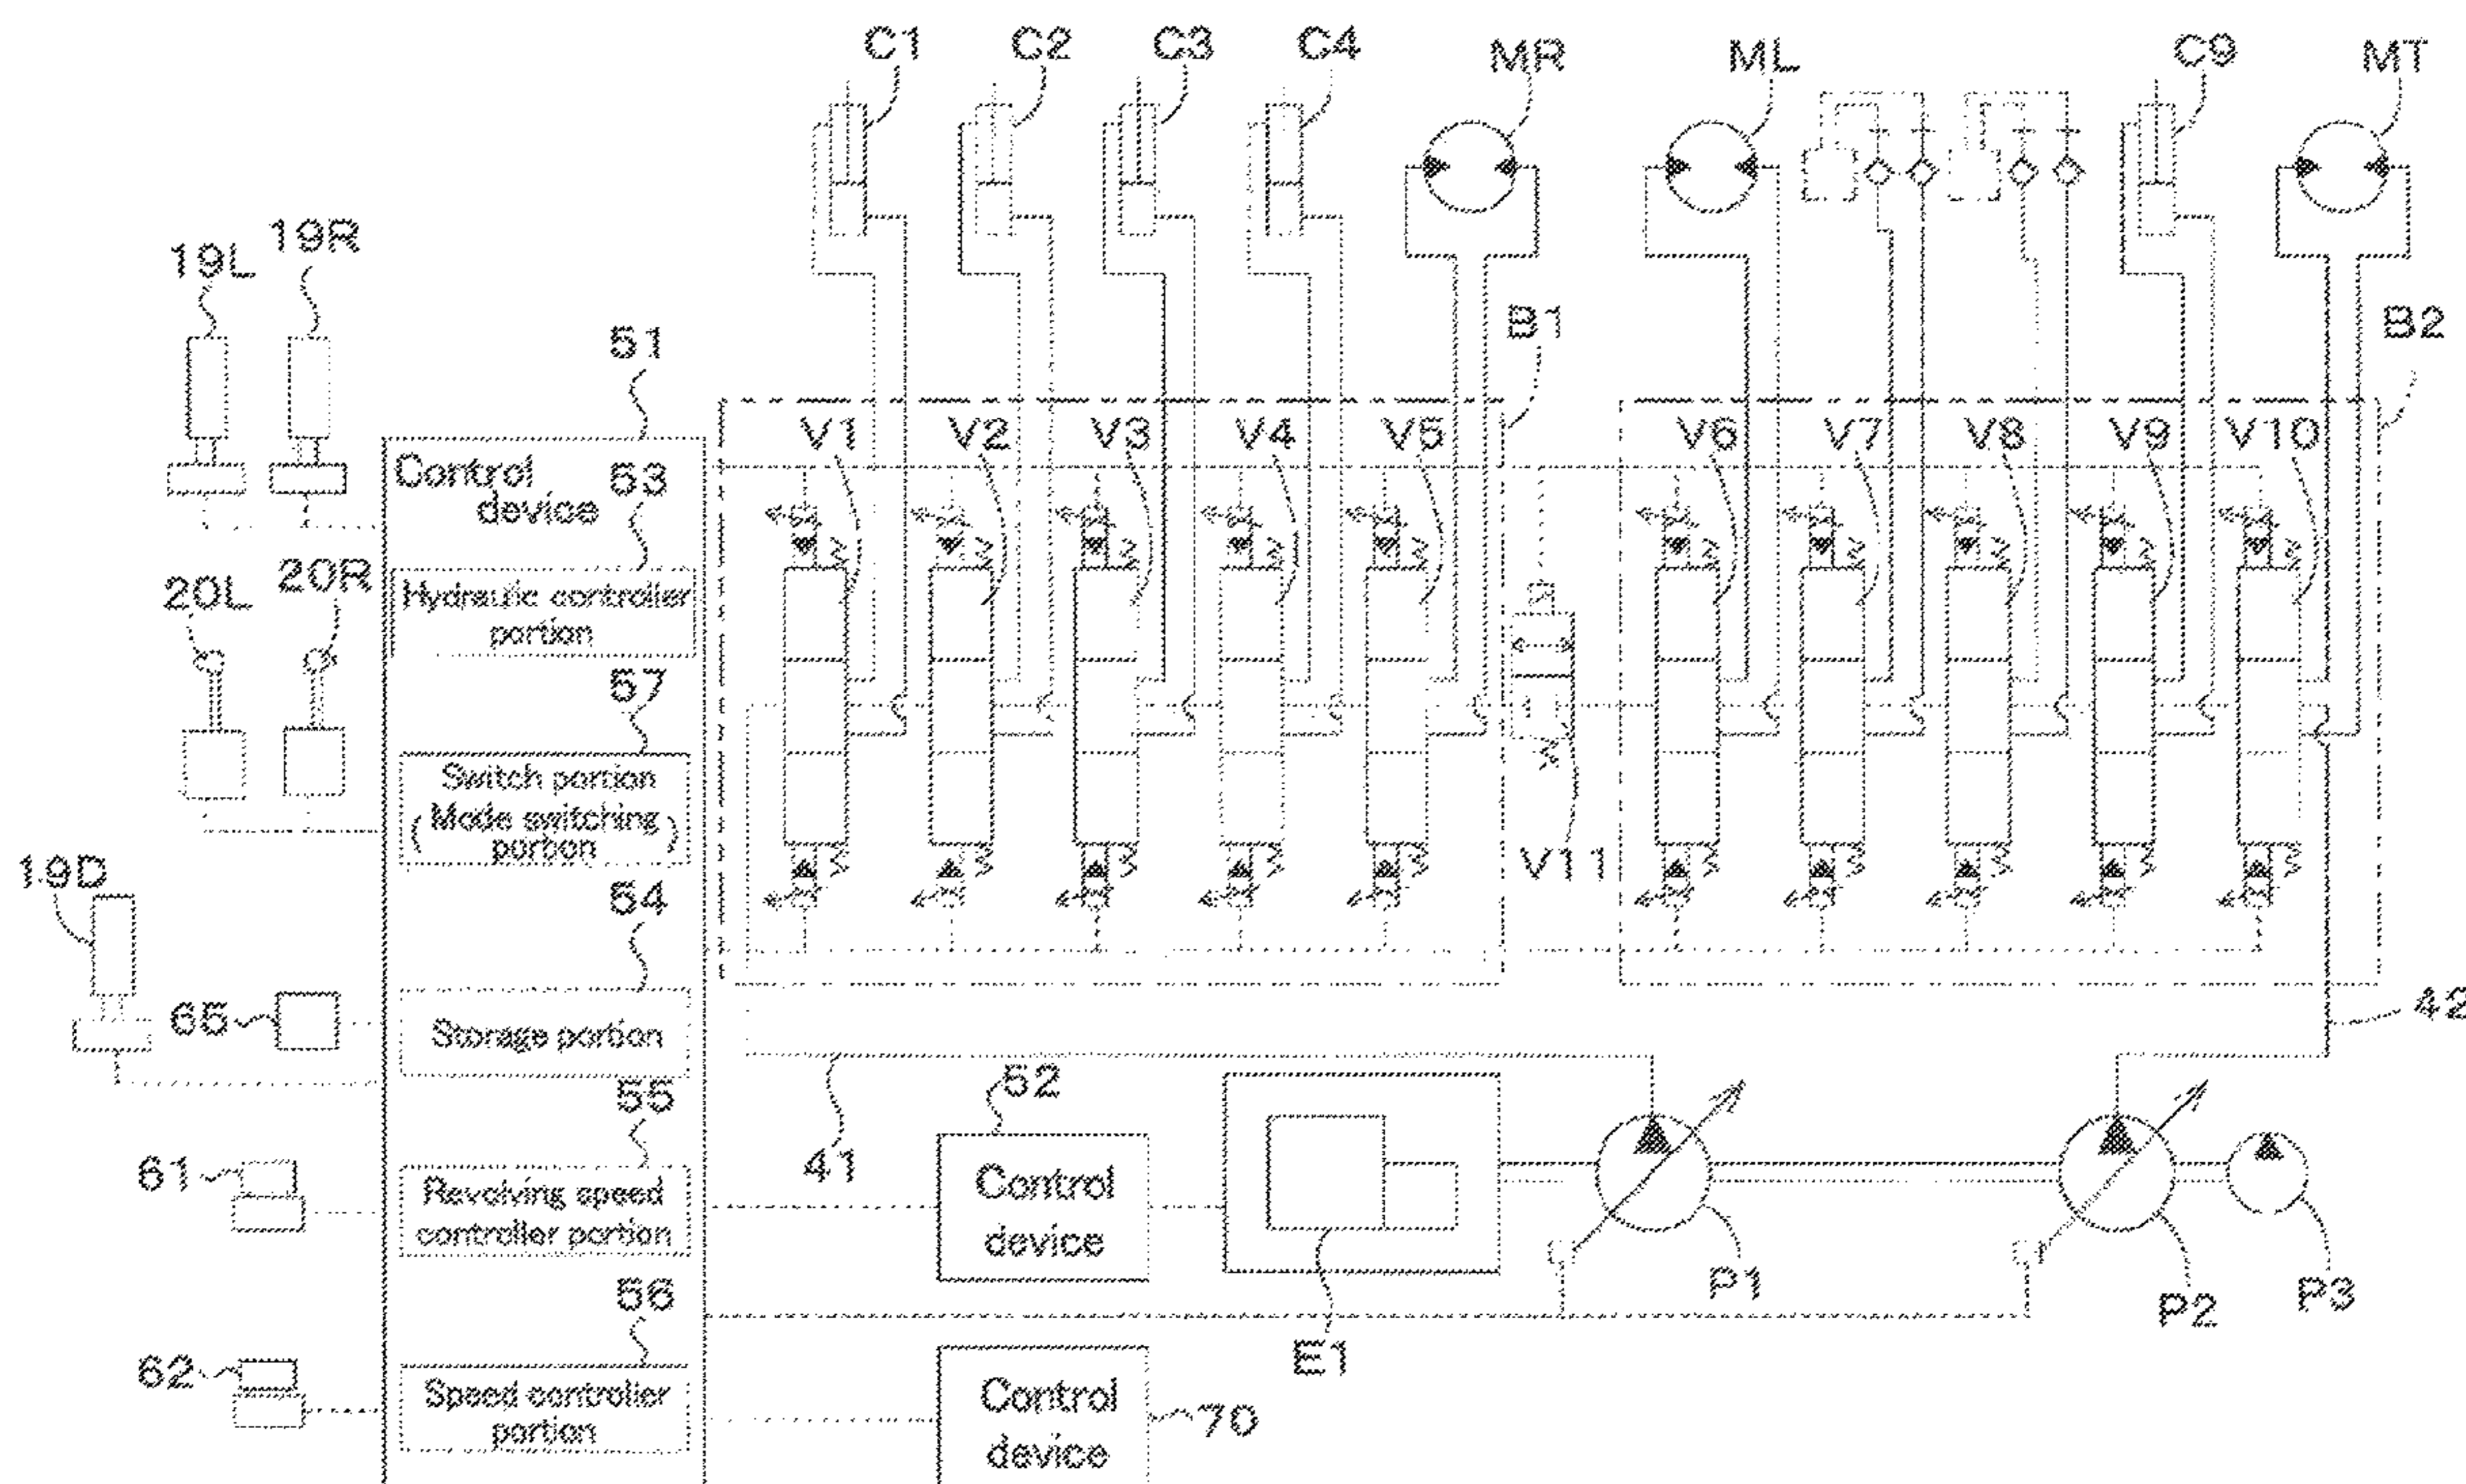 C1 C2 C3 C4 MR ML C9 MT
19L 19R
51
B1 B2
V1 V2 V3 V4 V5 V6 V7 V8 V9 V10
Control
device
53
20L 20R
Hydraulic controller
portion
57
Switch portion
( Mode switching )
portion
V11
19D
54
65
Storage portion
42
55
52
41
61
Revolving speed
controller portion
Control
device
P1 P2 P3
56
E1
62
Speed controller
portion
Control
device
70